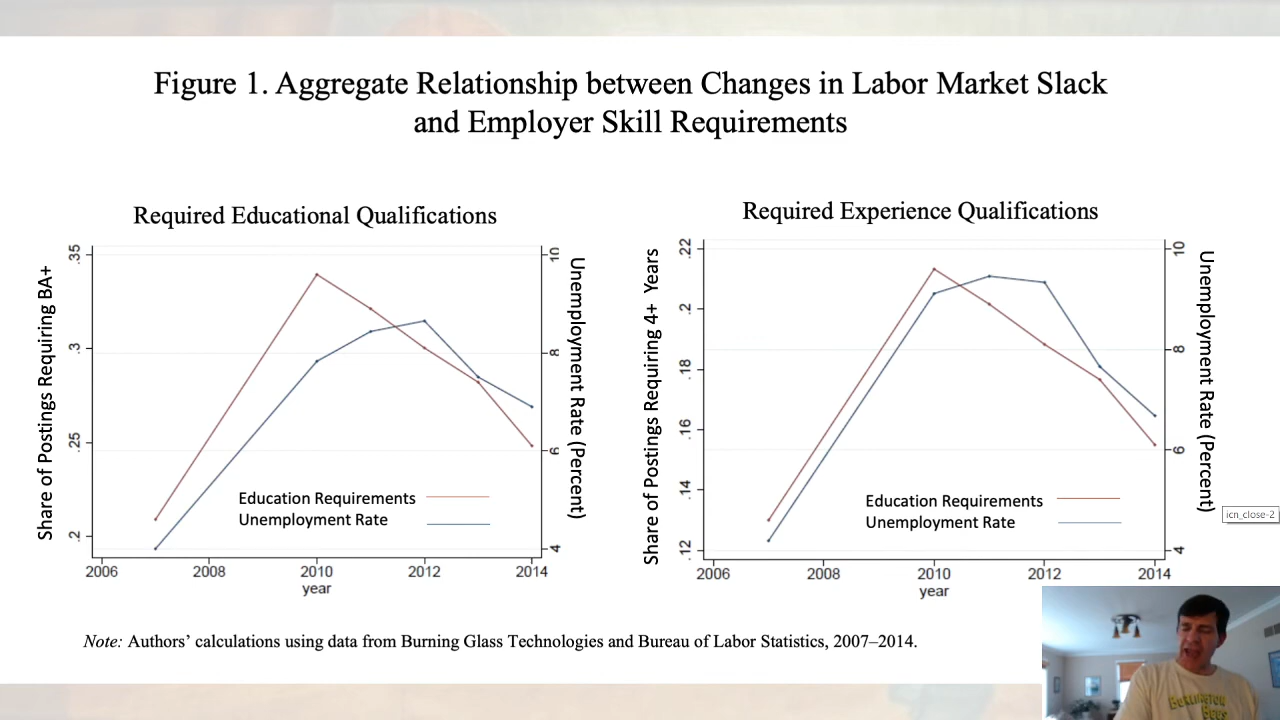 Figure 1. Aggregate Relationship between Changes in Labor Market Slack
and Employer Skill Requirements
Required Educational Qualifications
Share of Postings Requiring BA+
.35
.3
.25
.2
10
8
6
4
Unemployment Rate (Percent)
Education Requirements
Unemployment Rate
2006 2008 2010 2012 2014
year
Required Experience Qualifications
Share of Postings Requiring 4+ Years
.22
.2
.18
.16
.14
.12
10
8
6
4
Unemployment Rate (Percent)
Education Requirements
Unemployment Rate
2006 2008 2010 2012 2014
year
icn_close-2
Note: Authors’ calculations using data from Burning Glass Technologies and Bureau of Labor Statistics, 2007–2014.
BURLINGTON
BEES